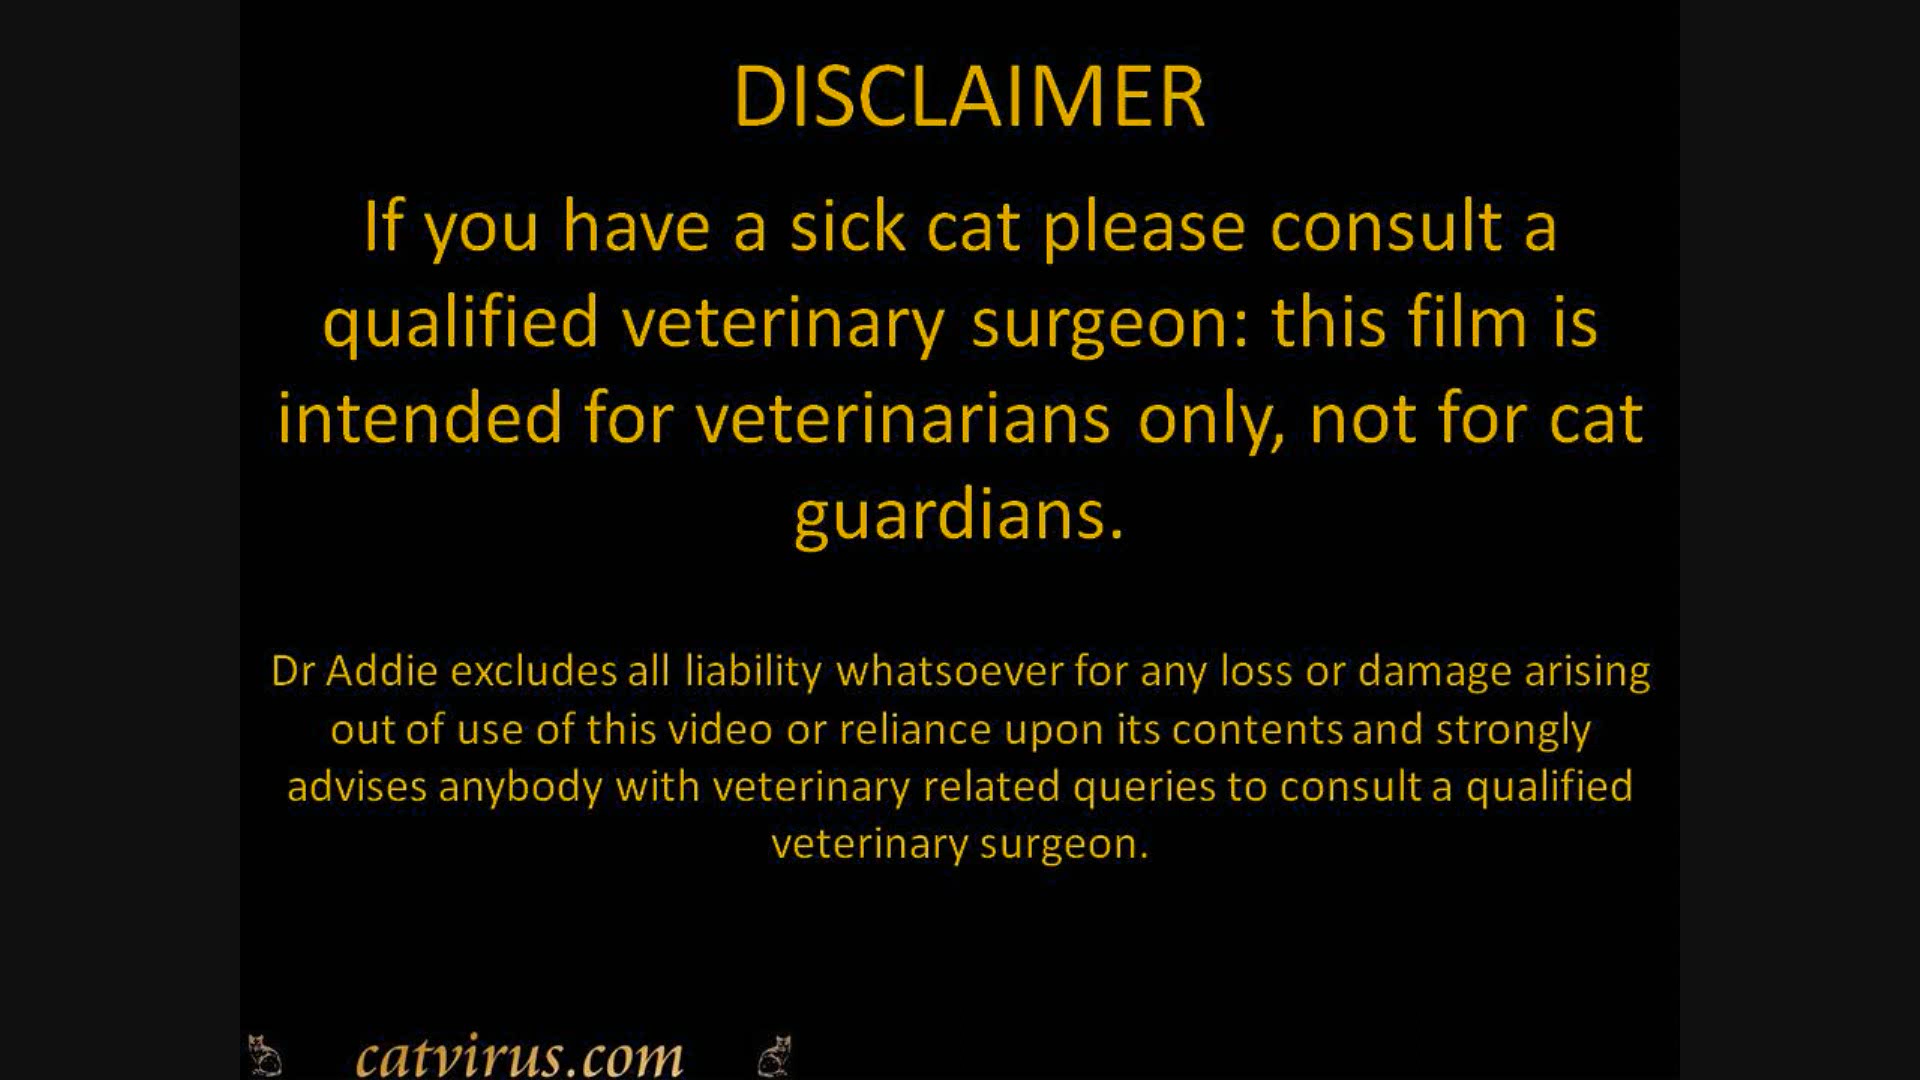 DISCLAIMER
If you have a sick cat please consult a
qualified veterinary surgeon: this film is
intended for veterinarians only, not for cat
guardians.
Dr Addie excludes all liability whatsoever for any loss or damage arising
out of use of this video or reliance upon its contents and strongly
advises anybody with veterinary related queries to consult a qualified
veterinary surgeon.
catvirus.com